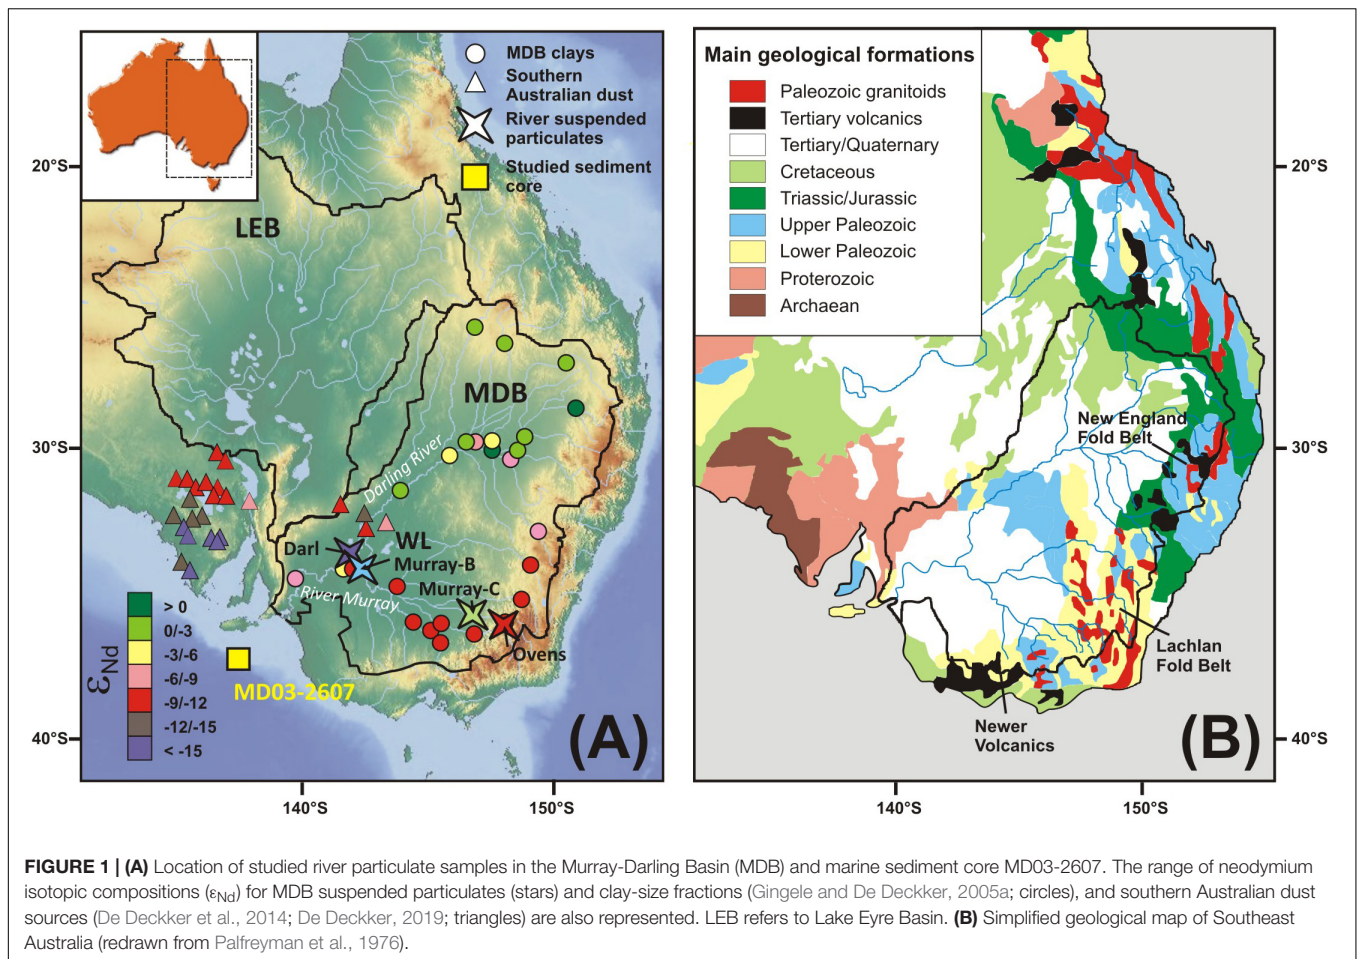 MDB clays
Southern
Australian dust
River suspended
particulates
Studied sediment
core
20°S
30°S
40°S
LEB
MDB
Darling River
WL
Darl
Murray-B
Murray-C
River Murray
Ovens
MD03-2607
εNd
> 0
0/-3
-3/-6
-6/-9
-9/-12
-12/-15
< -15
(A)
140°S
150°S
Main geological formations
Paleozoic granitoids
Tertiary volcanics
Tertiary/Quaternary
Cretaceous
Triassic/Jurassic
Upper Paleozoic
Lower Paleozoic
Proterozoic
Archaean
20°S
30°S
40°S
New England
Fold Belt
Lachlan
Fold Belt
Newer
Volcanics
(B)
140°S
150°S
FIGURE 1 | (A) Location of studied river particulate samples in the Murray-Darling Basin (MDB) and marine sediment core MD03-2607. The range of neodymium
isotopic compositions (εNd) for MDB suspended particulates (stars) and clay-size fractions (Gingele and De Deckker, 2005a; circles), and southern Australian dust
sources (De Deckker et al., 2014; De Deckker, 2019; triangles) are also represented. LEB refers to Lake Eyre Basin. (B) Simplified geological map of Southeast
Australia (redrawn from Palfreyman et al., 1976).